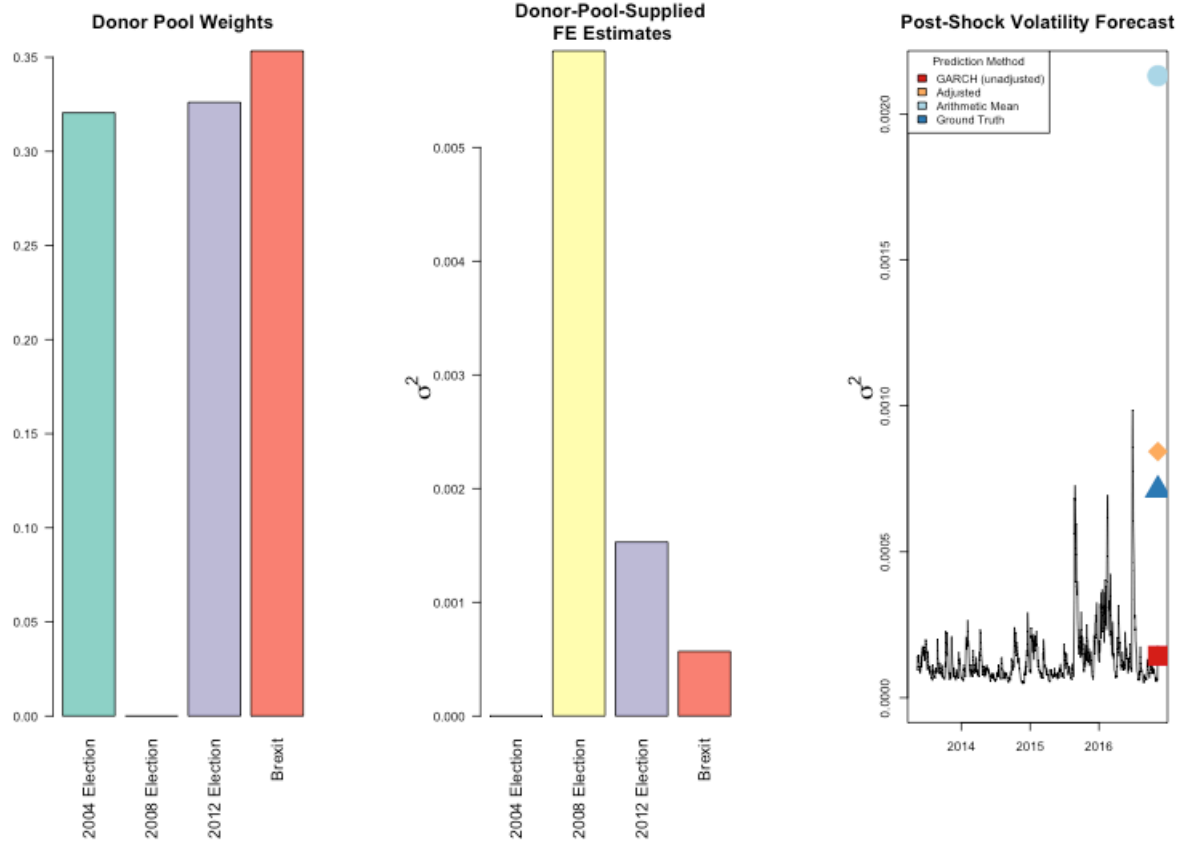 Donor Pool Weights
0.35
0.30
0.25
0.20
0.15
0.10
0.05
0.00
2004 Election
2008 Election
2012 Election
Brexit
Donor-Pool-Supplied
FE Estimates
σ²
0.005
0.004
0.003
0.002
0.001
0.000
2004 Election
2008 Election
2012 Election
Brexit
Post-Shock Volatility Forecast
Prediction Method
GARCH (unadjusted)
Adjusted
Arithmetic Mean
Ground Truth
σ²
0.0020
0.0015
0.0010
0.0005
0.0000
2014
2015
2016